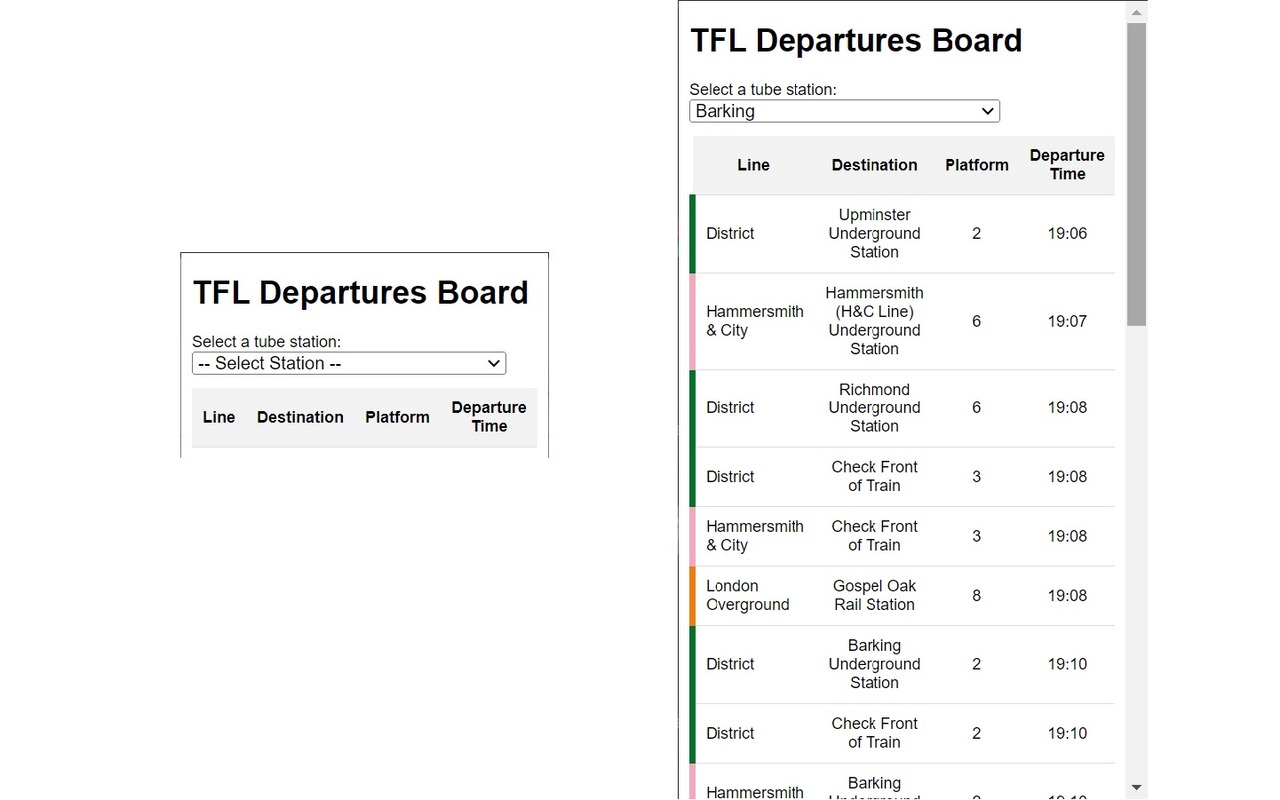 TFL Departures Board
Select a tube station:
-- Select Station --
Line Destination Platform Departure
Time
TFL Departures Board
Select a tube station:
Barking
Line Destination Platform Departure
Time
District Upminster
Underground
Station 2 19:06
Hammersmith
& City Hammersmith
(H&C Line)
Underground
Station 6 19:07
District Richmond
Underground
Station 6 19:08
District Check Front
of Train 3 19:08
Hammersmith
& City Check Front
of Train 3 19:08
London
Overground Gospel Oak
Rail Station 8 19:08
District Barking
Underground
Station 2 19:10
District Check Front
of Train 2 19:10
Hammersmith Barking